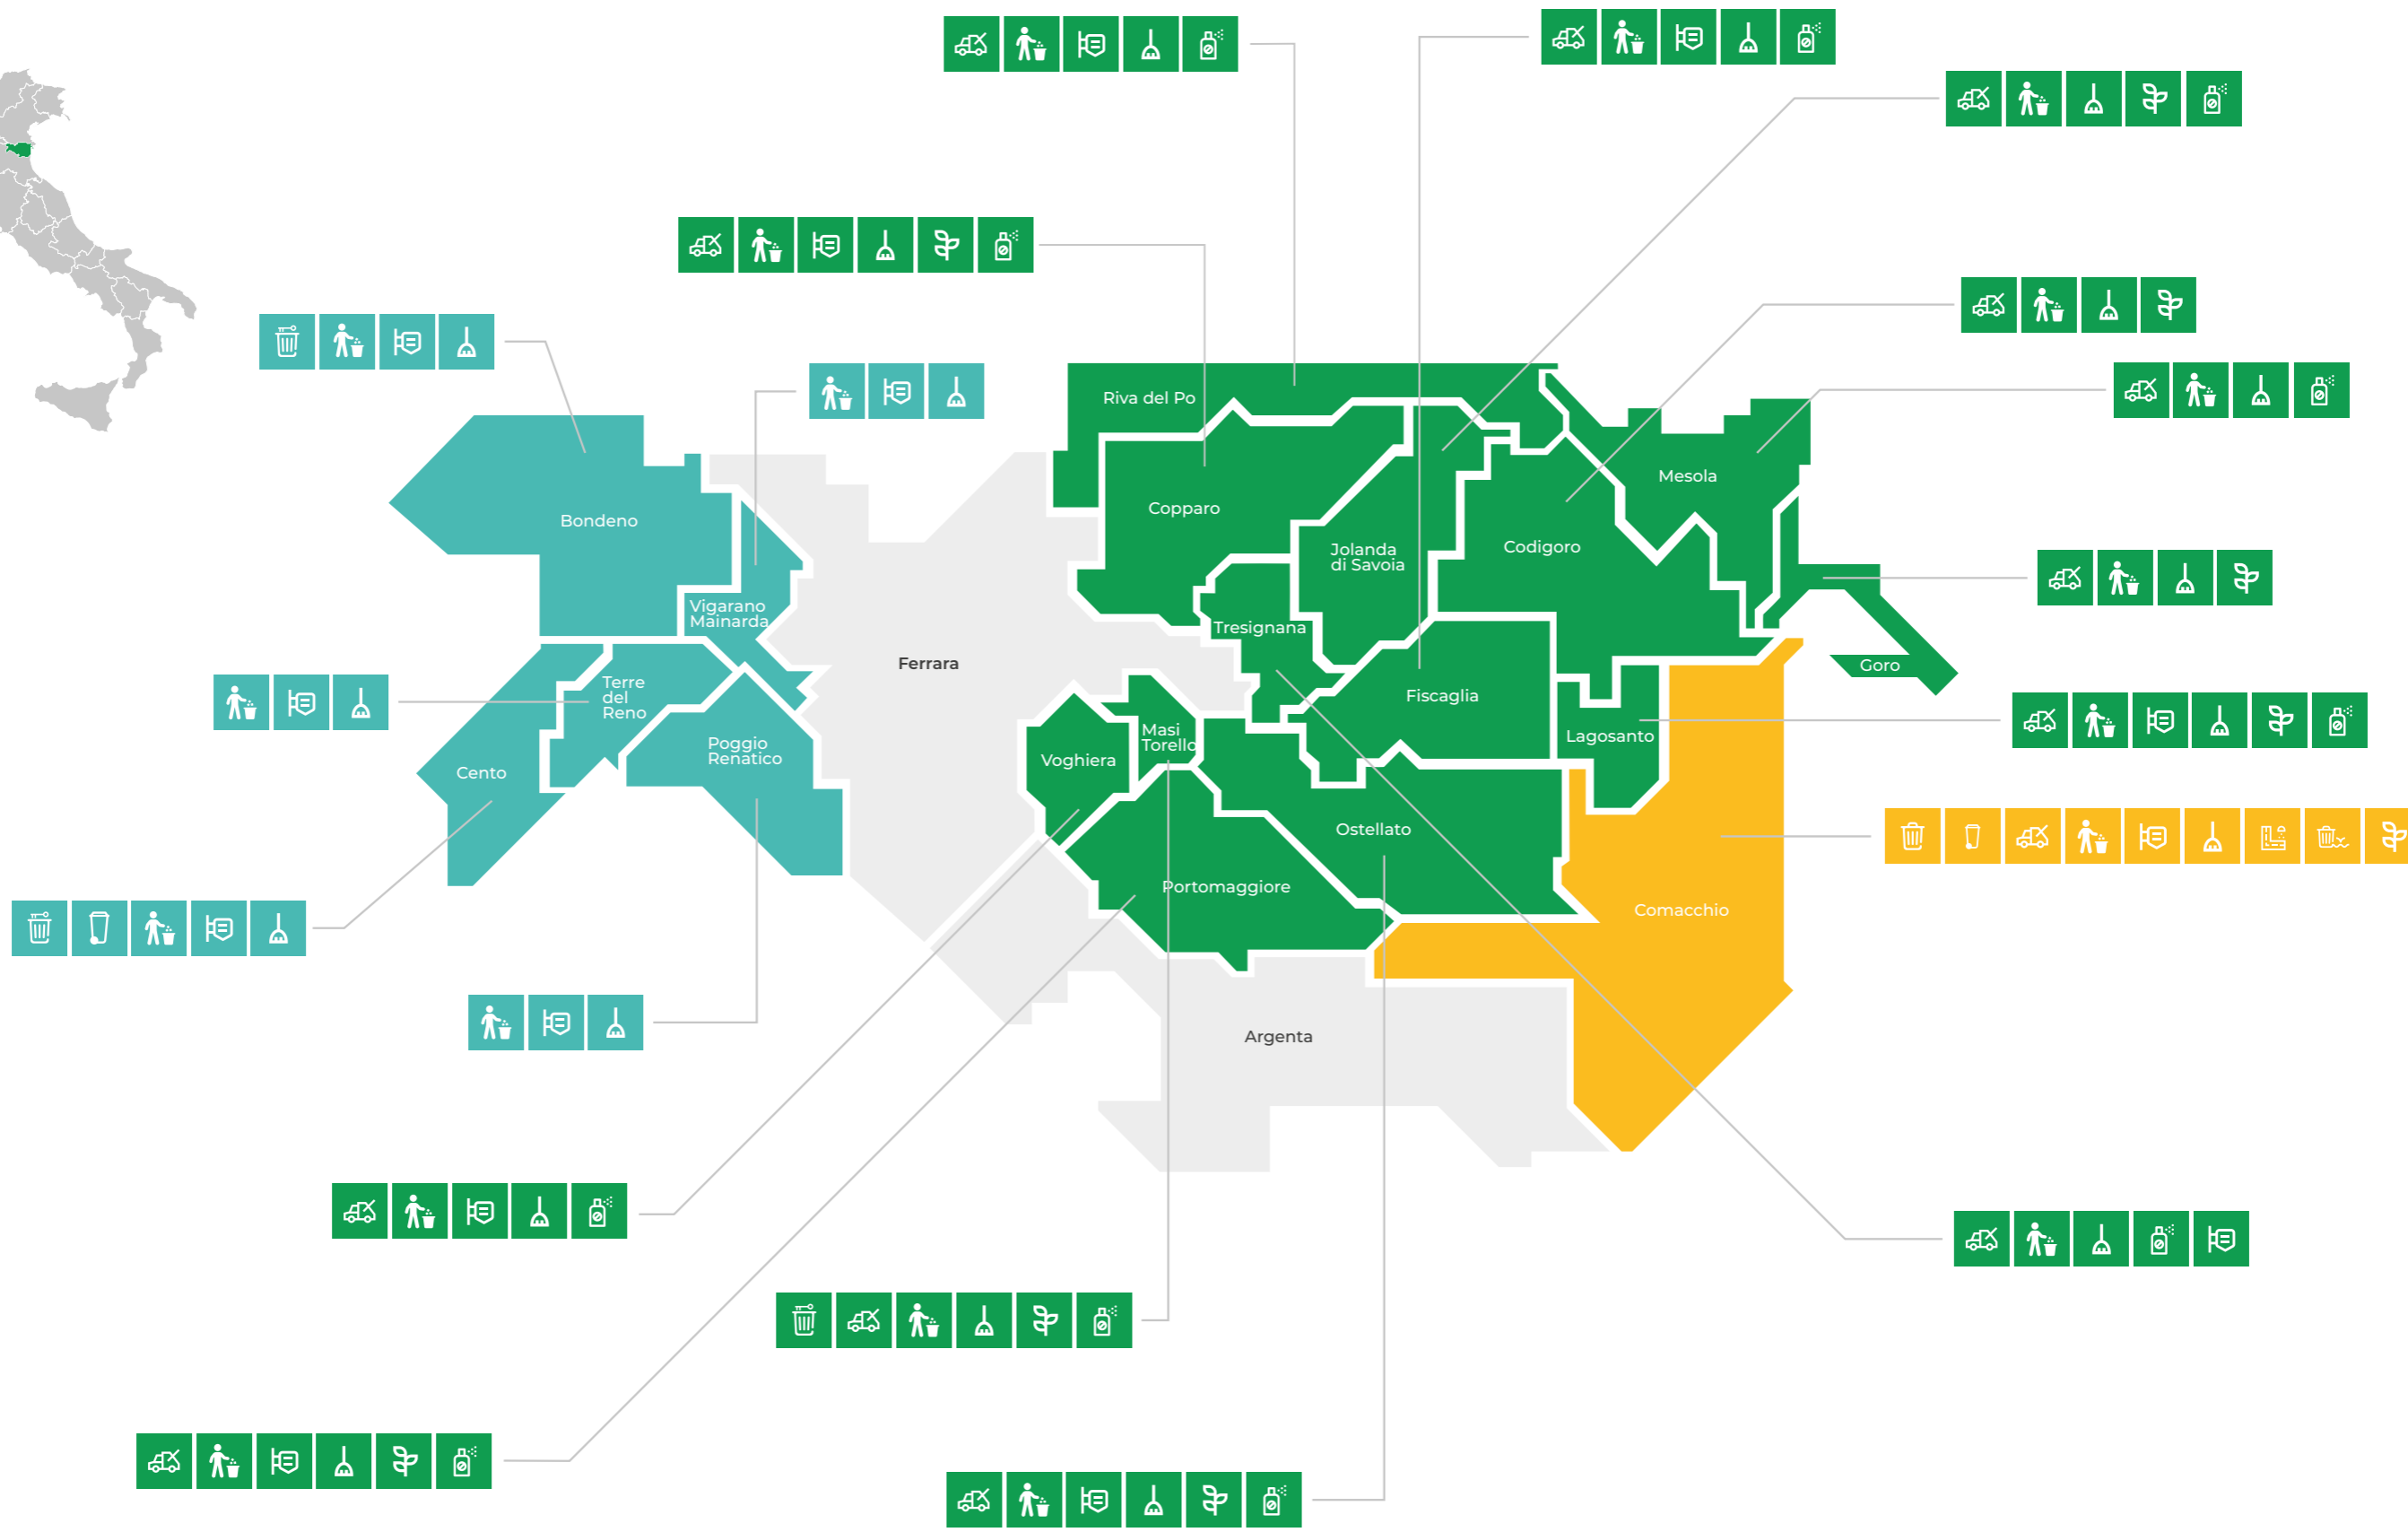 Riva del Po
Mesola
Copparo
Bondeno
Jolanda
di Savoia
Codigoro
Vigarano
Mainarda
Tresignana
Ferrara
Goro
Terre
del
Reno
Fiscaglia
Masi
Torello
Lagosanto
Poggio
Renatico
Voghiera
Cento
Ostellato
Portomaggiore
Comacchio
Argenta